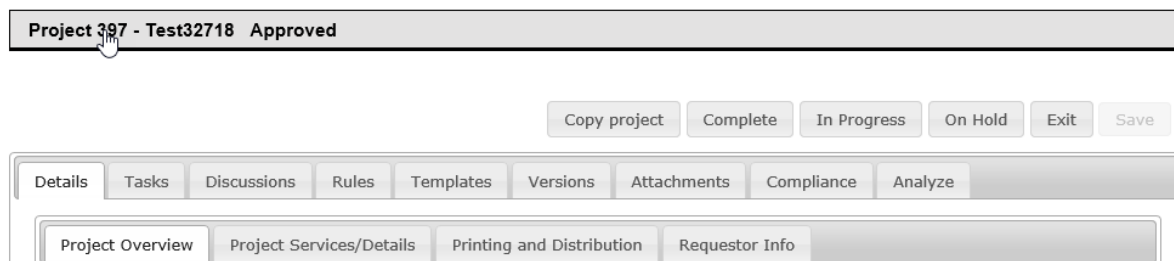 Project 397 - Test32718 Approved
Copy project Complete In Progress On Hold Exit Save
Details Tasks Discussions Rules Templates Versions Attachments Compliance Analyze
Project Overview Project Services/Details Printing and Distribution Requestor Info